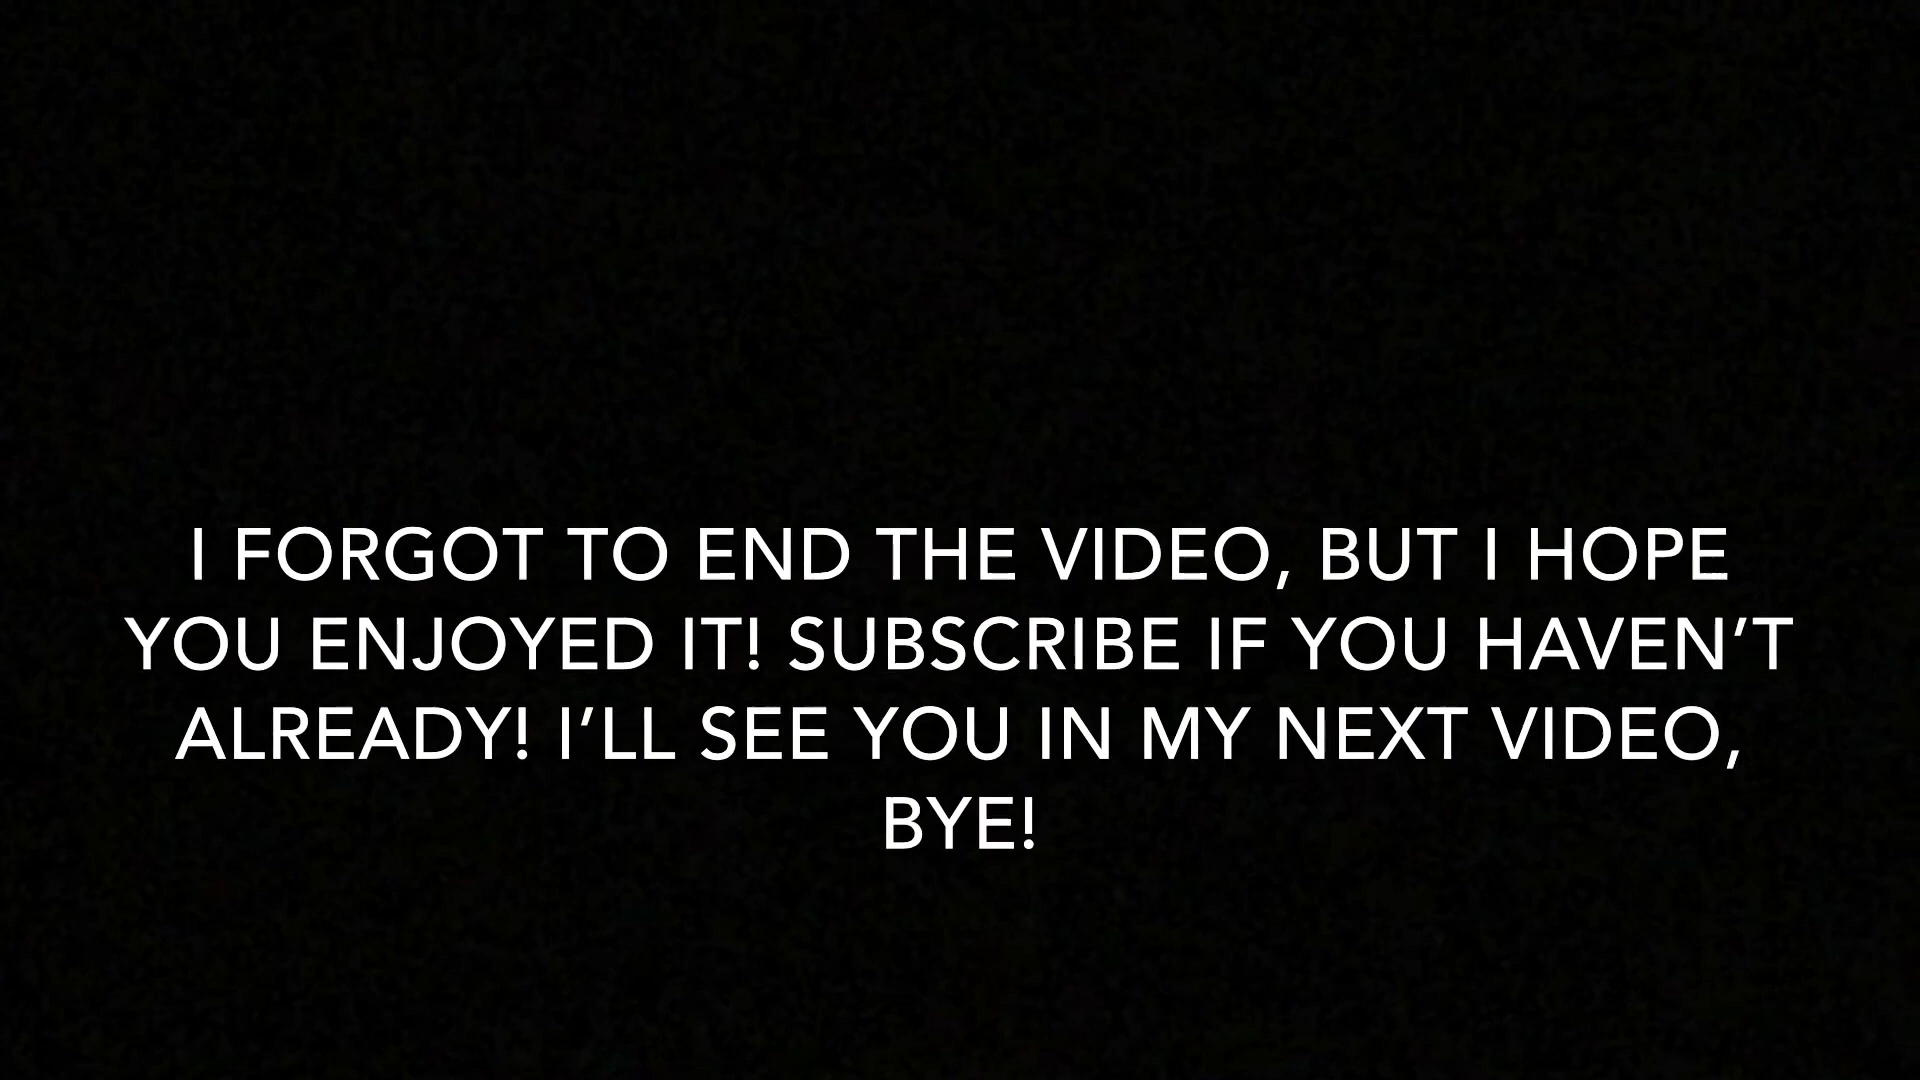 I FORGOT TO END THE VIDEO, BUT I HOPE
YOU ENJOYED IT! SUBSCRIBE IF YOU HAVEN’T
ALREADY! I’LL SEE YOU IN MY NEXT VIDEO,
BYE!